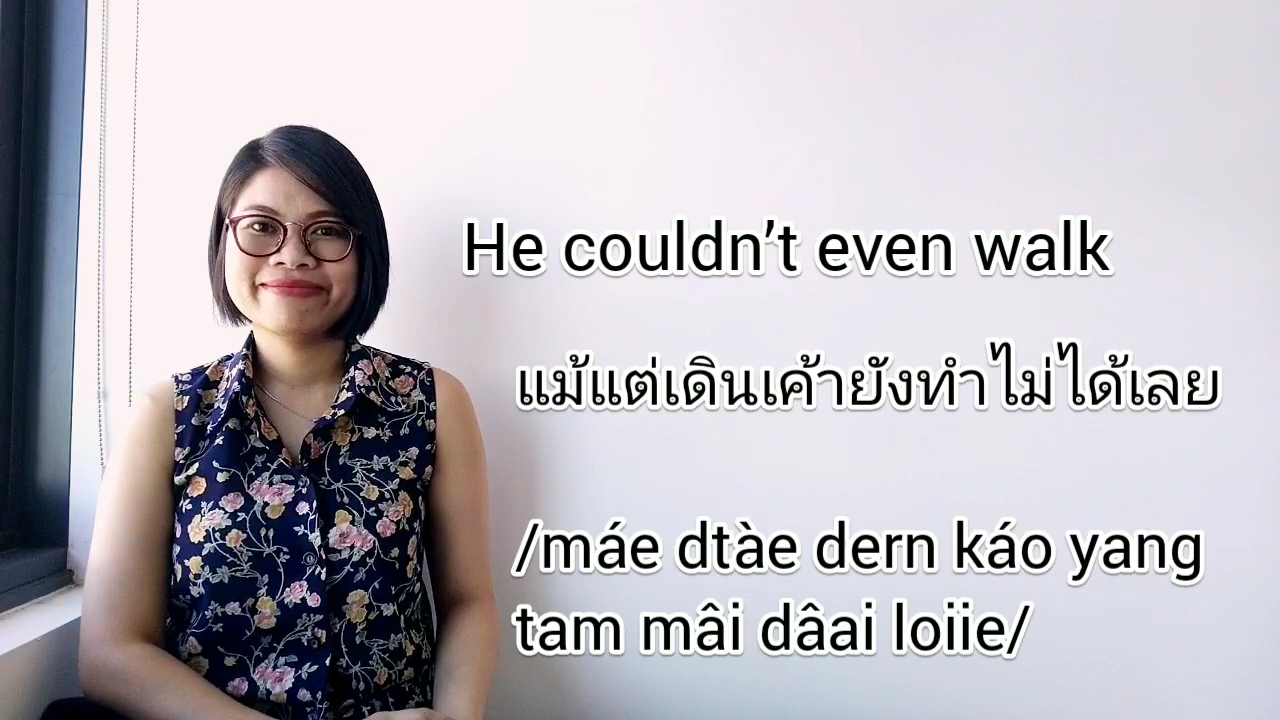 He couldn’t even walk
แม้แต่เดินเค้ายังทำไม่ได้เลย
/máe dtàe dern káo yang
tam mâi dâai loiie/